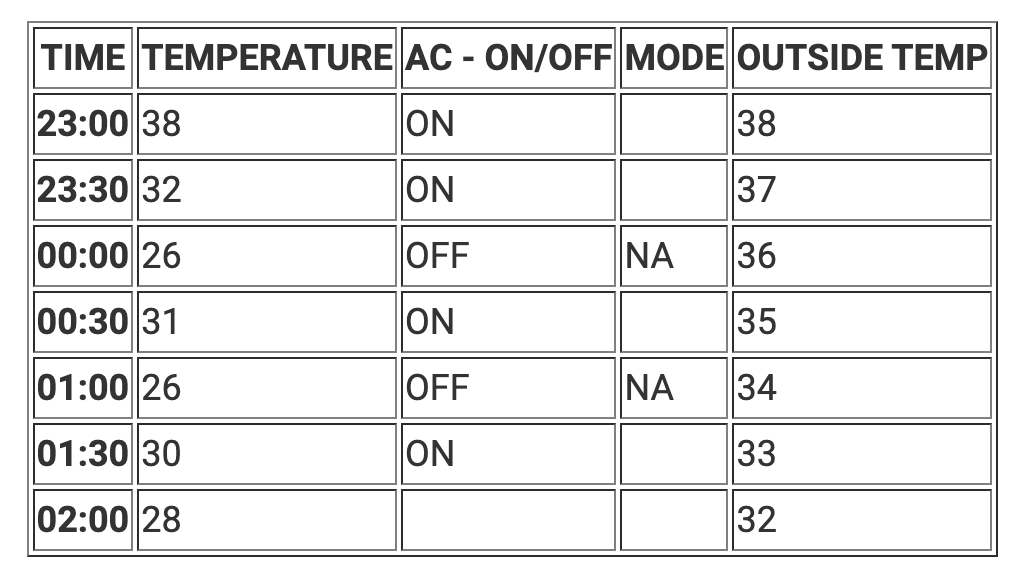 TIME TEMPERATURE AC - ON/OFF MODE OUTSIDE TEMP
23:00 38 ON 38
23:30 32 ON 37
00:00 26 OFF NA 36
00:30 31 ON 35
01:00 26 OFF NA 34
01:30 30 ON 33
02:00 28 32